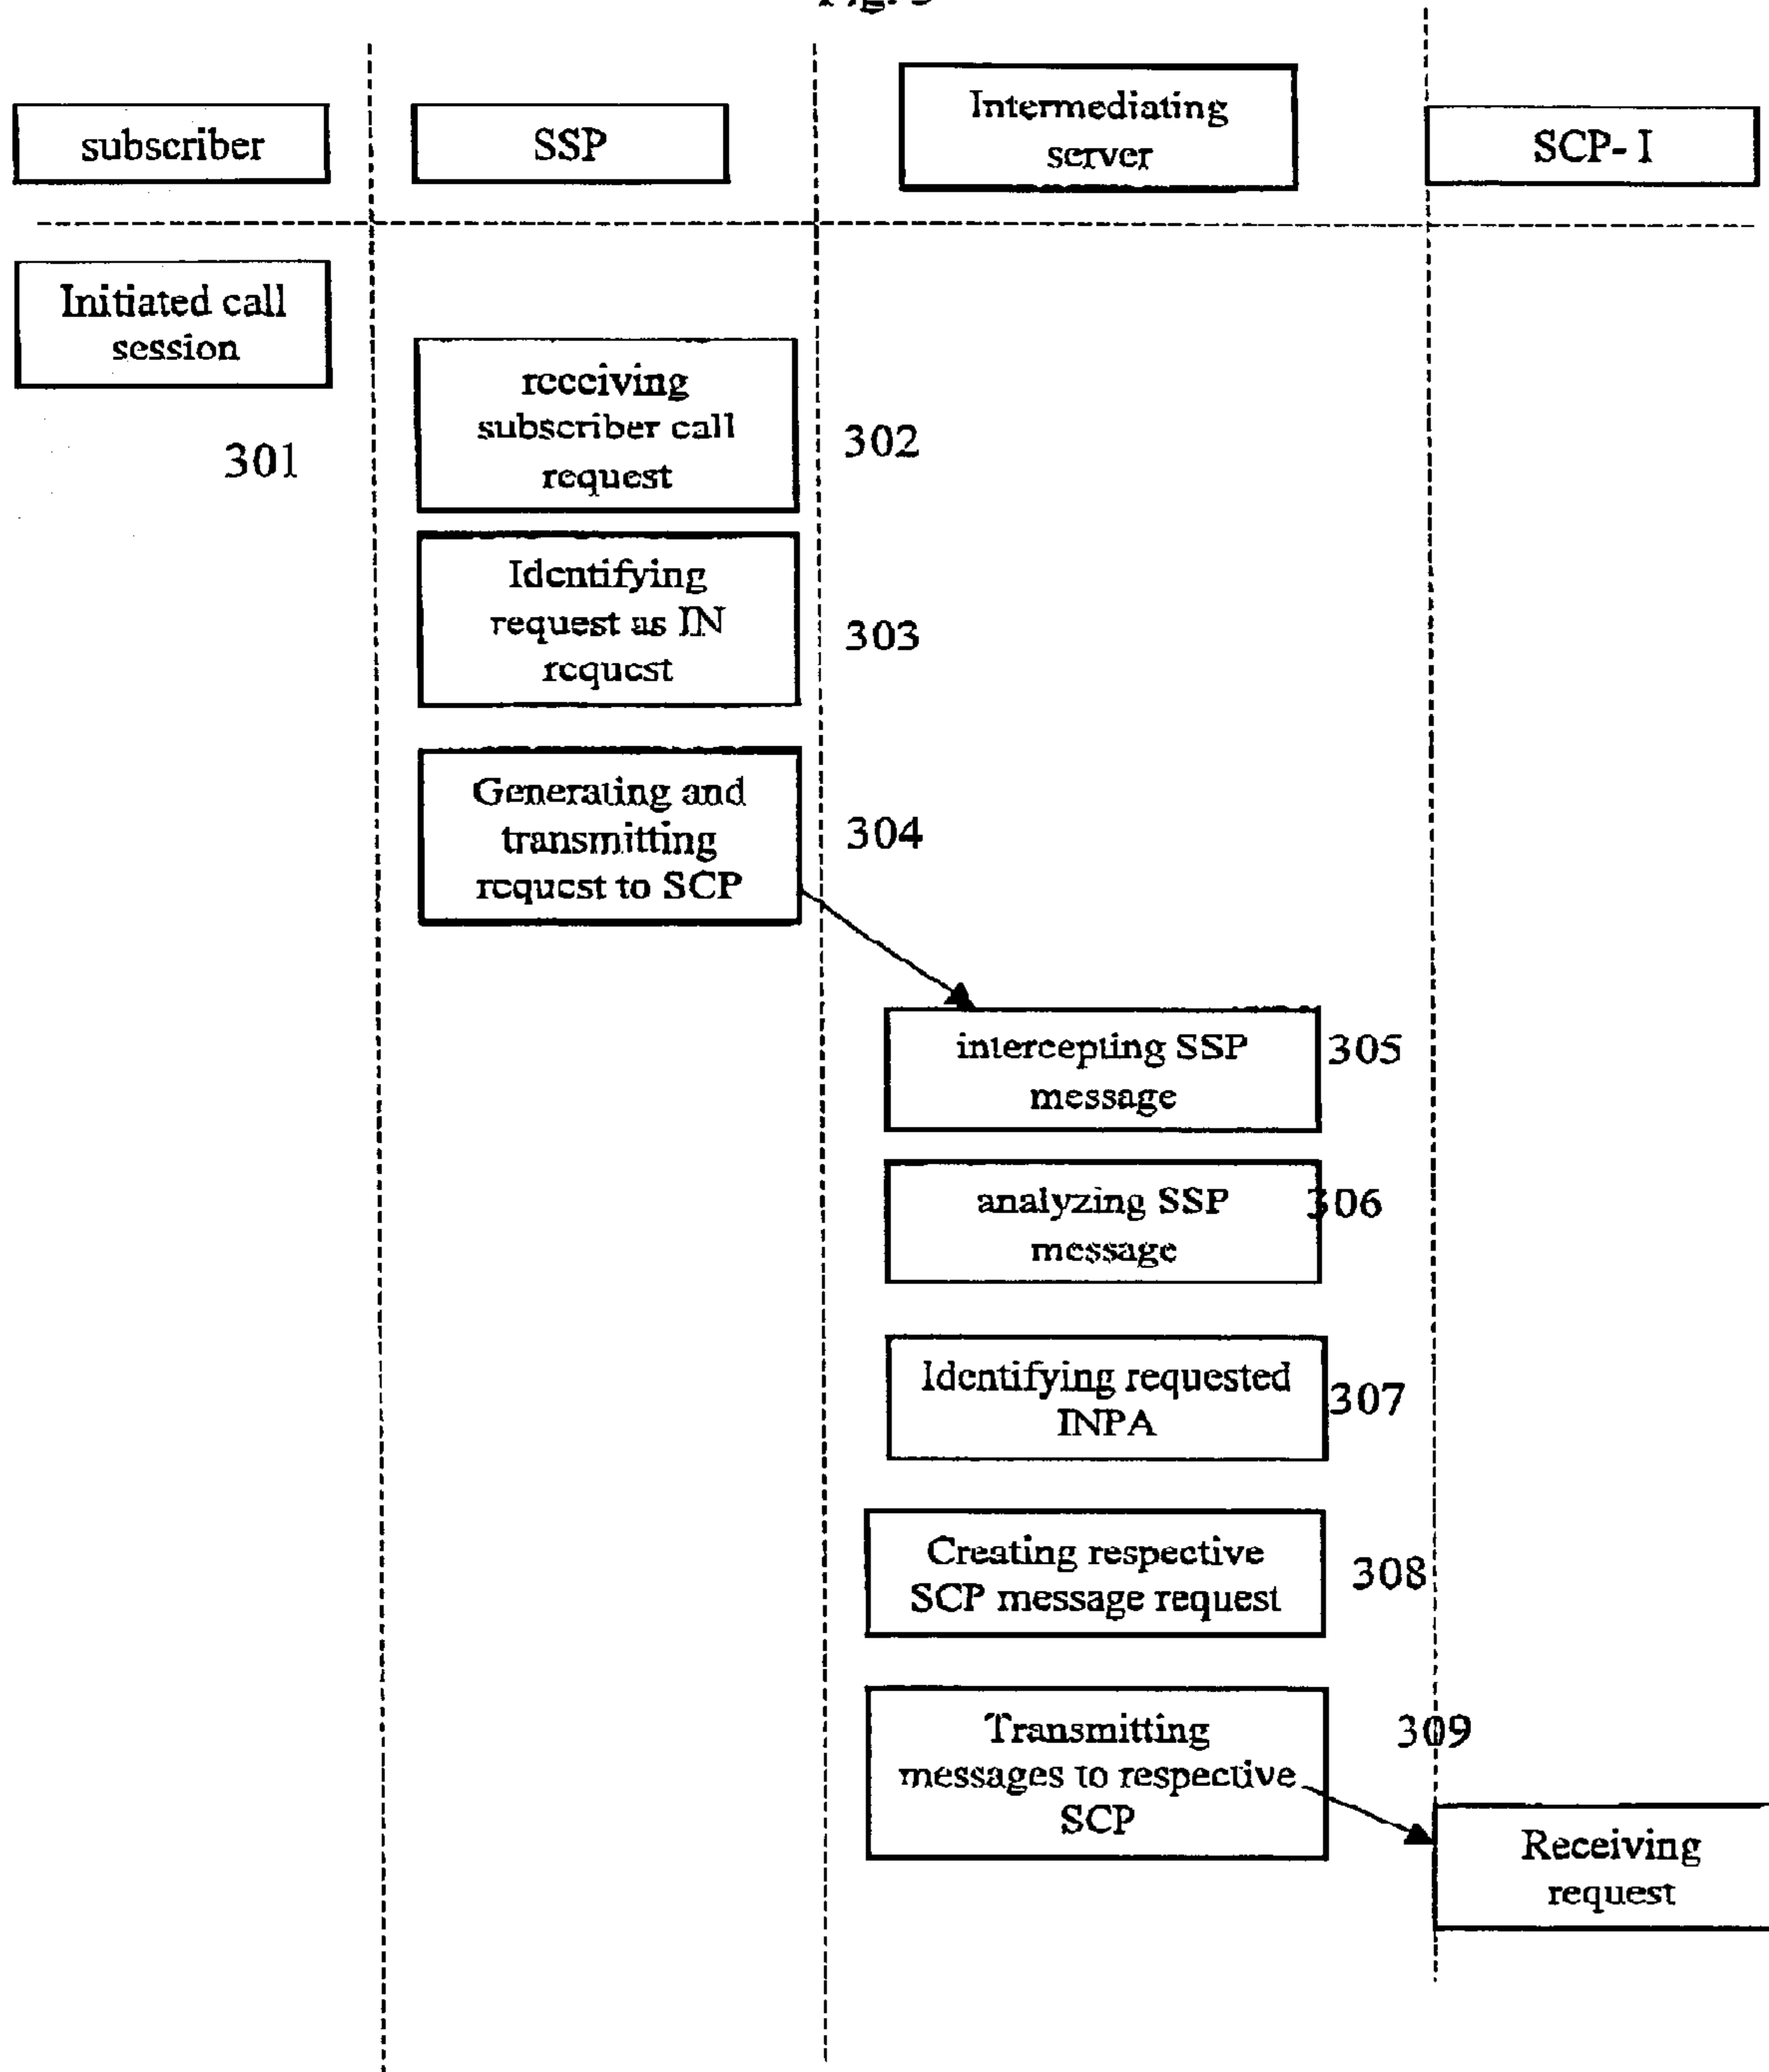 subscriber
SSP
Intermediating
server
SCP- I
Initiated call
session
301
receiving
subscriber call
request
302
Identifying
request as IN
request
303
Generating and
transmitting
request to SCP
304
intercepting SSP
message
305
analyzing SSP
message
306
Identifying requested
INPA
307
Creating respective
SCP message request
308
Transmitting
messages to respective
SCP
309
Receiving
request